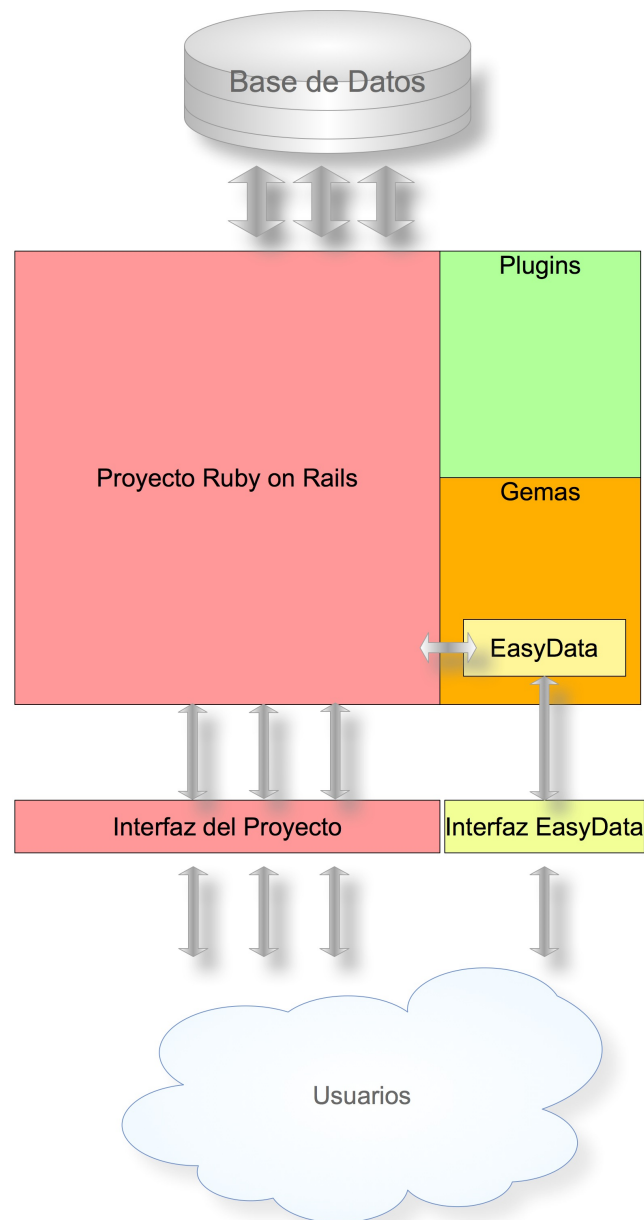 Base de Datos
Plugins
Proyecto Ruby on Rails
Gemas
EasyData
Interfaz del Proyecto
Interfaz EasyData
Usuarios